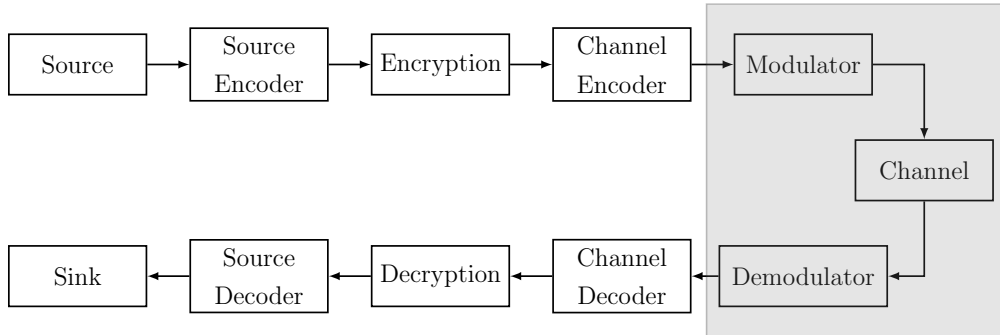 Source
Source
Encoder
Encryption
Channel
Encoder
Modulator
Channel
Sink
Source
Decoder
Decryption
Channel
Decoder
Demodulator